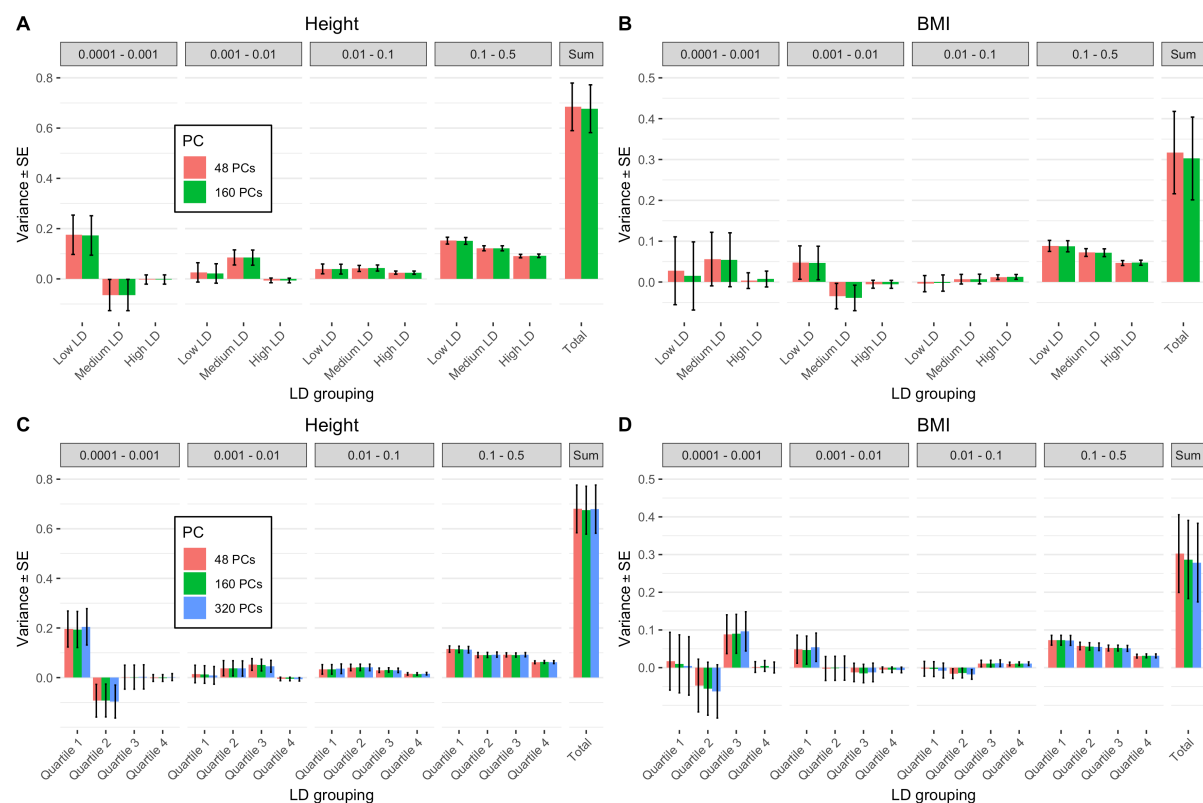 A
Height
0.0001 - 0.001
0.001 - 0.01
0.01 - 0.1
0.1 - 0.5
Sum
0.8
0.6
0.4
0.2
0.0
Variance ± SE
PC
48 PCs
160 PCs
Low LD
Medium LD
High LD
Low LD
Medium LD
High LD
Low LD
Medium LD
High LD
Low LD
Medium LD
High LD
Total
LD grouping
B
BMI
0.0001 - 0.001
0.001 - 0.01
0.01 - 0.1
0.1 - 0.5
Sum
0.5
0.4
0.3
0.2
0.1
0.0
Variance ± SE
Low LD
Medium LD
High LD
Low LD
Medium LD
High LD
Low LD
Medium LD
High LD
Low LD
Medium LD
High LD
Total
LD grouping
C
Height
0.0001 - 0.001
0.001 - 0.01
0.01 - 0.1
0.1 - 0.5
Sum
0.8
0.6
0.4
0.2
0.0
Variance ± SE
PC
48 PCs
160 PCs
320 PCs
Quartile 1
Quartile 2
Quartile 3
Quartile 4
Quartile 1
Quartile 2
Quartile 3
Quartile 4
Quartile 1
Quartile 2
Quartile 3
Quartile 4
Quartile 1
Quartile 2
Quartile 3
Quartile 4
Total
LD grouping
D
BMI
0.0001 - 0.001
0.001 - 0.01
0.01 - 0.1
0.1 - 0.5
Sum
0.5
0.4
0.3
0.2
0.1
0.0
Variance ± SE
Quartile 1
Quartile 2
Quartile 3
Quartile 4
Quartile 1
Quartile 2
Quartile 3
Quartile 4
Quartile 1
Quartile 2
Quartile 3
Quartile 4
Quartile 1
Quartile 2
Quartile 3
Quartile 4
Total
LD grouping